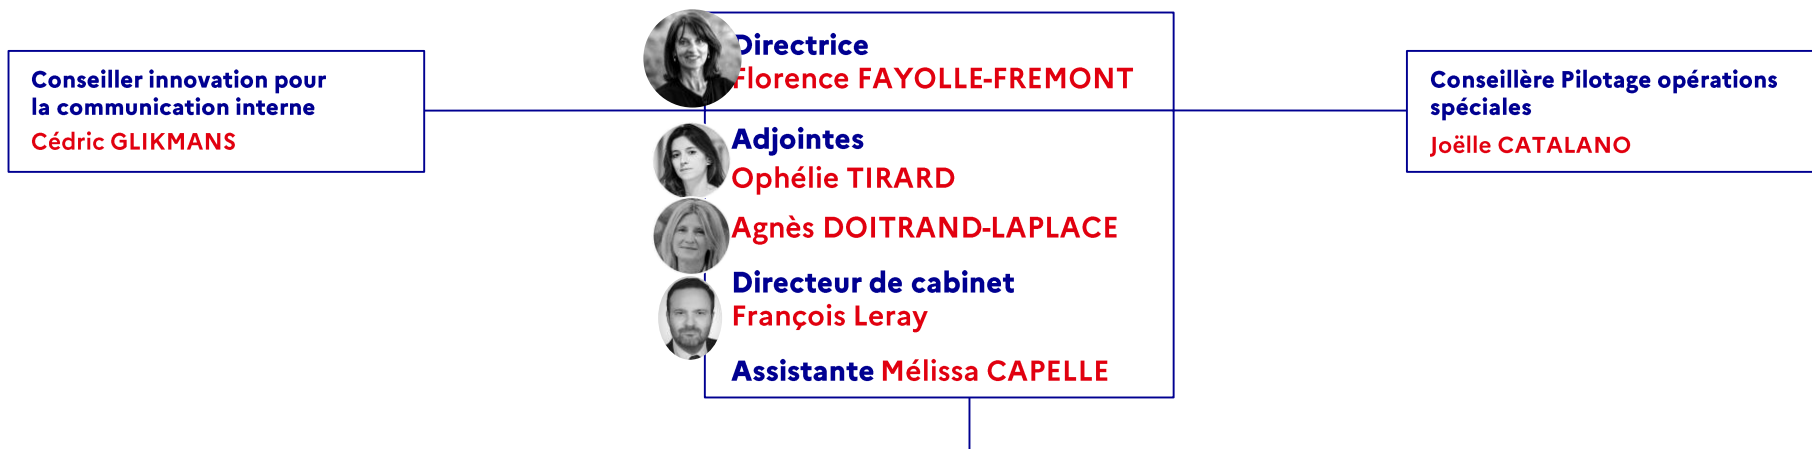 Conseiller innovation pour
la communication interne
Cédric GLIKMANS
Directrice
Florence FAYOLLE-FREMONT
Adjointes
Ophélie TIRARD
Agnès DOITRAND-LAPLACE
Directeur de cabinet
François Leray
Assistante Mélissa CAPELLE
Conseillère Pilotage opérations
spéciales
Joëlle CATALANO